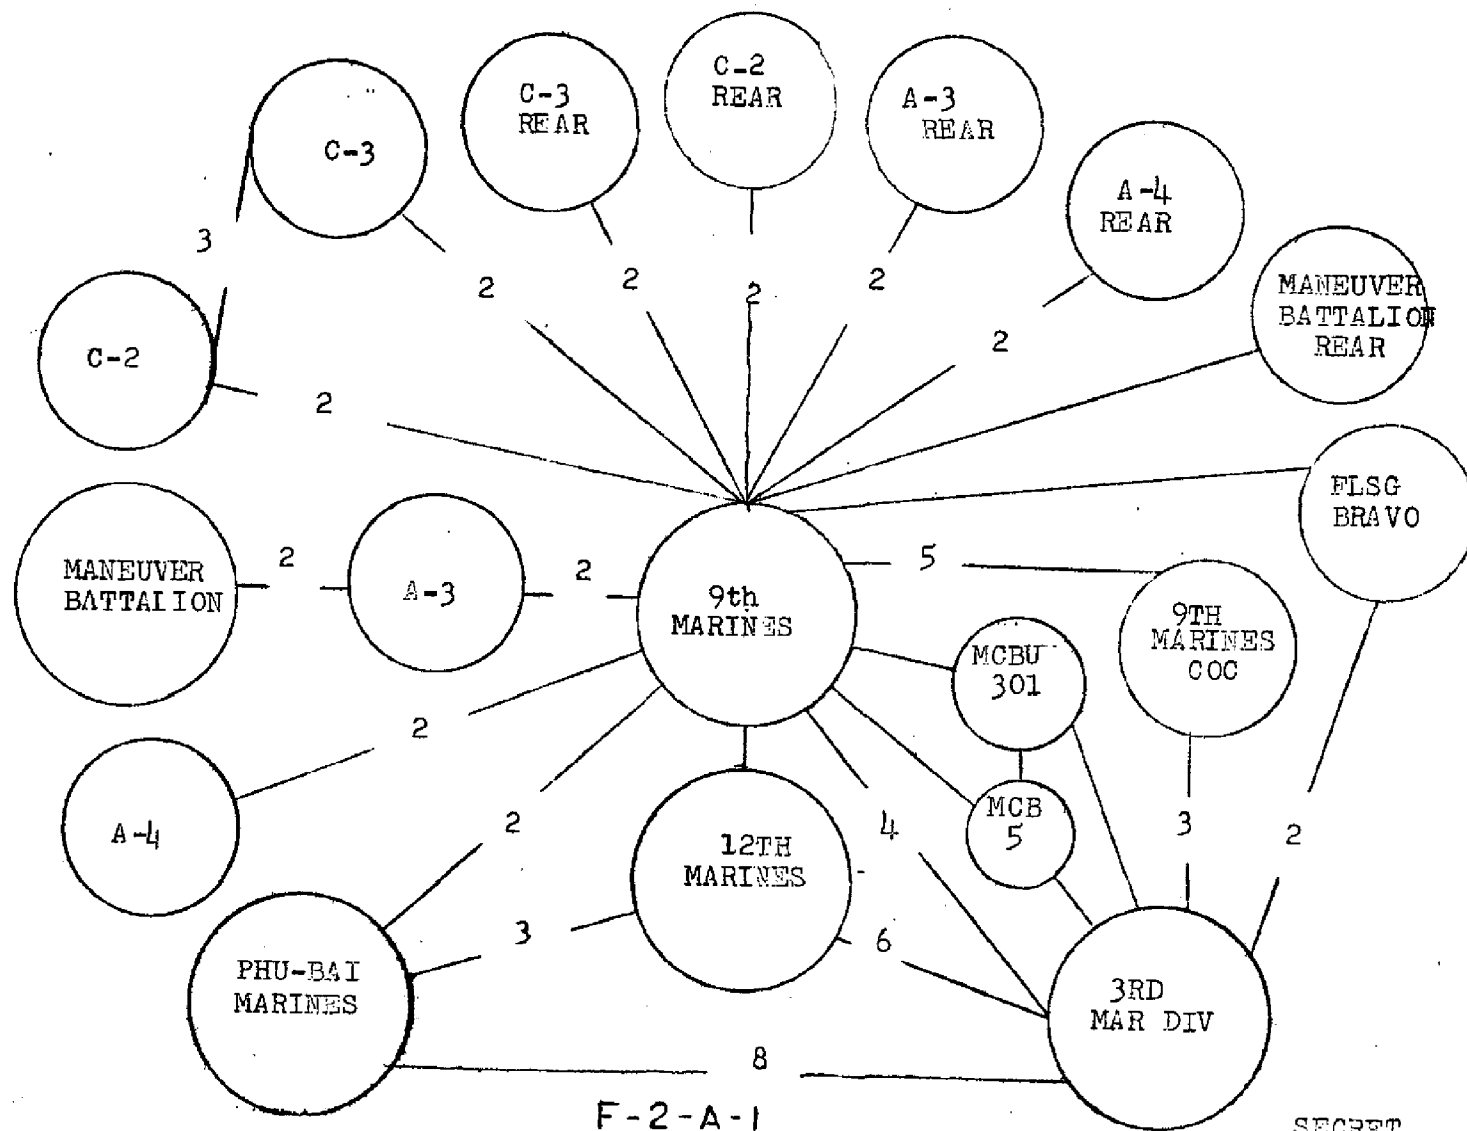 C-2
REAR
C-3
REAR
A-3
REAR
C-3
A-4
REAR
3
2
2
2
2
MANEUVER
BATTALION
REAR
2
C-2
2
FLSG
BRAVO
MANEUVER
BATTALION
2
A-3
2
9th
MARINES
5
9TH
MARINES
COC
MCBU
301
2
A-4
2
12TH
MARINES
4
MCB
5
3
2
PHU-BAI
MARINES
3
6
3RD
MAR DIV
8
F-2-A-1
SECRET